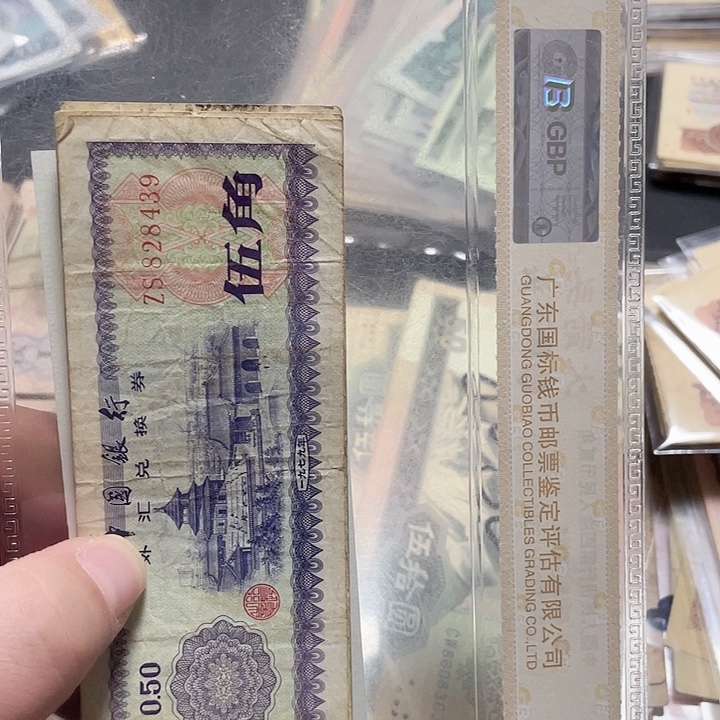 ZS828439
伍角
中国银行
外汇兑换券
一九七九年
0.50
GBP
广东国标钱币邮票鉴定评估有限公司
GUANGDONG GUOBIAO COLLECTIBLES GRADING CO.,LTD
伍拾圆